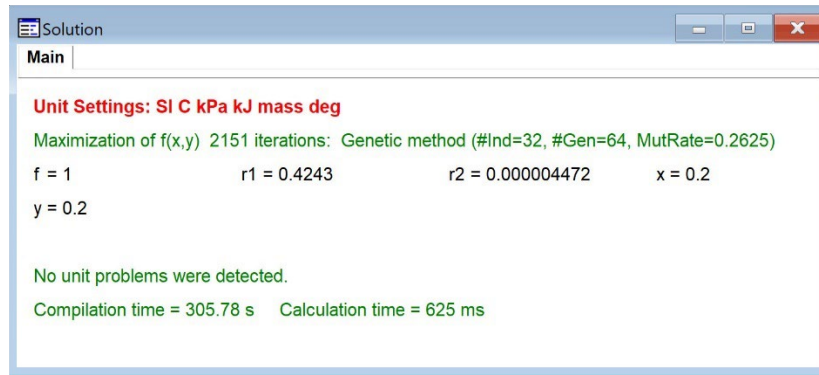 Solution
Main
Unit Settings: SI C kPa kJ mass deg
Maximization of f(x,y) 2151 iterations: Genetic method (#Ind=32, #Gen=64, MutRate=0.2625)
f = 1 r1 = 0.4243 r2 = 0.000004472 x = 0.2
y = 0.2
No unit problems were detected.
Compilation time = 305.78 s Calculation time = 625 ms